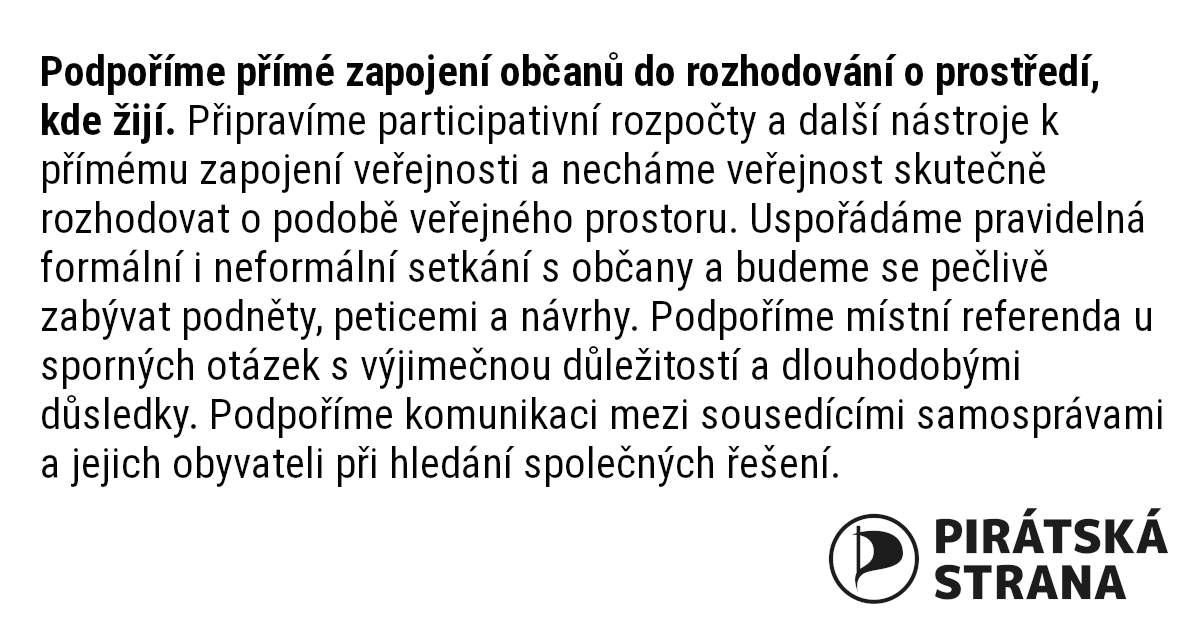 Podpoříme přímé zapojení občanů do rozhodování o prostředí,
kde žijí. Připravíme participativní rozpočty a další nástroje k
přímému zapojení veřejnosti a necháme veřejnost skutečně
rozhodovat o podobě veřejného prostoru. Uspořádáme pravidelná
formální i neformální setkání s občany a budeme se pečlivě
zabývat podněty, peticemi a návrhy. Podpoříme místní referenda u
sporných otázek s výjimečnou důležitostí a dlouhodobými
důsledky. Podpoříme komunikaci mezi sousedícími samosprávami
a jejich obyvateli při hledání společných řešení.
PIRÁTSKÁ
STRANA